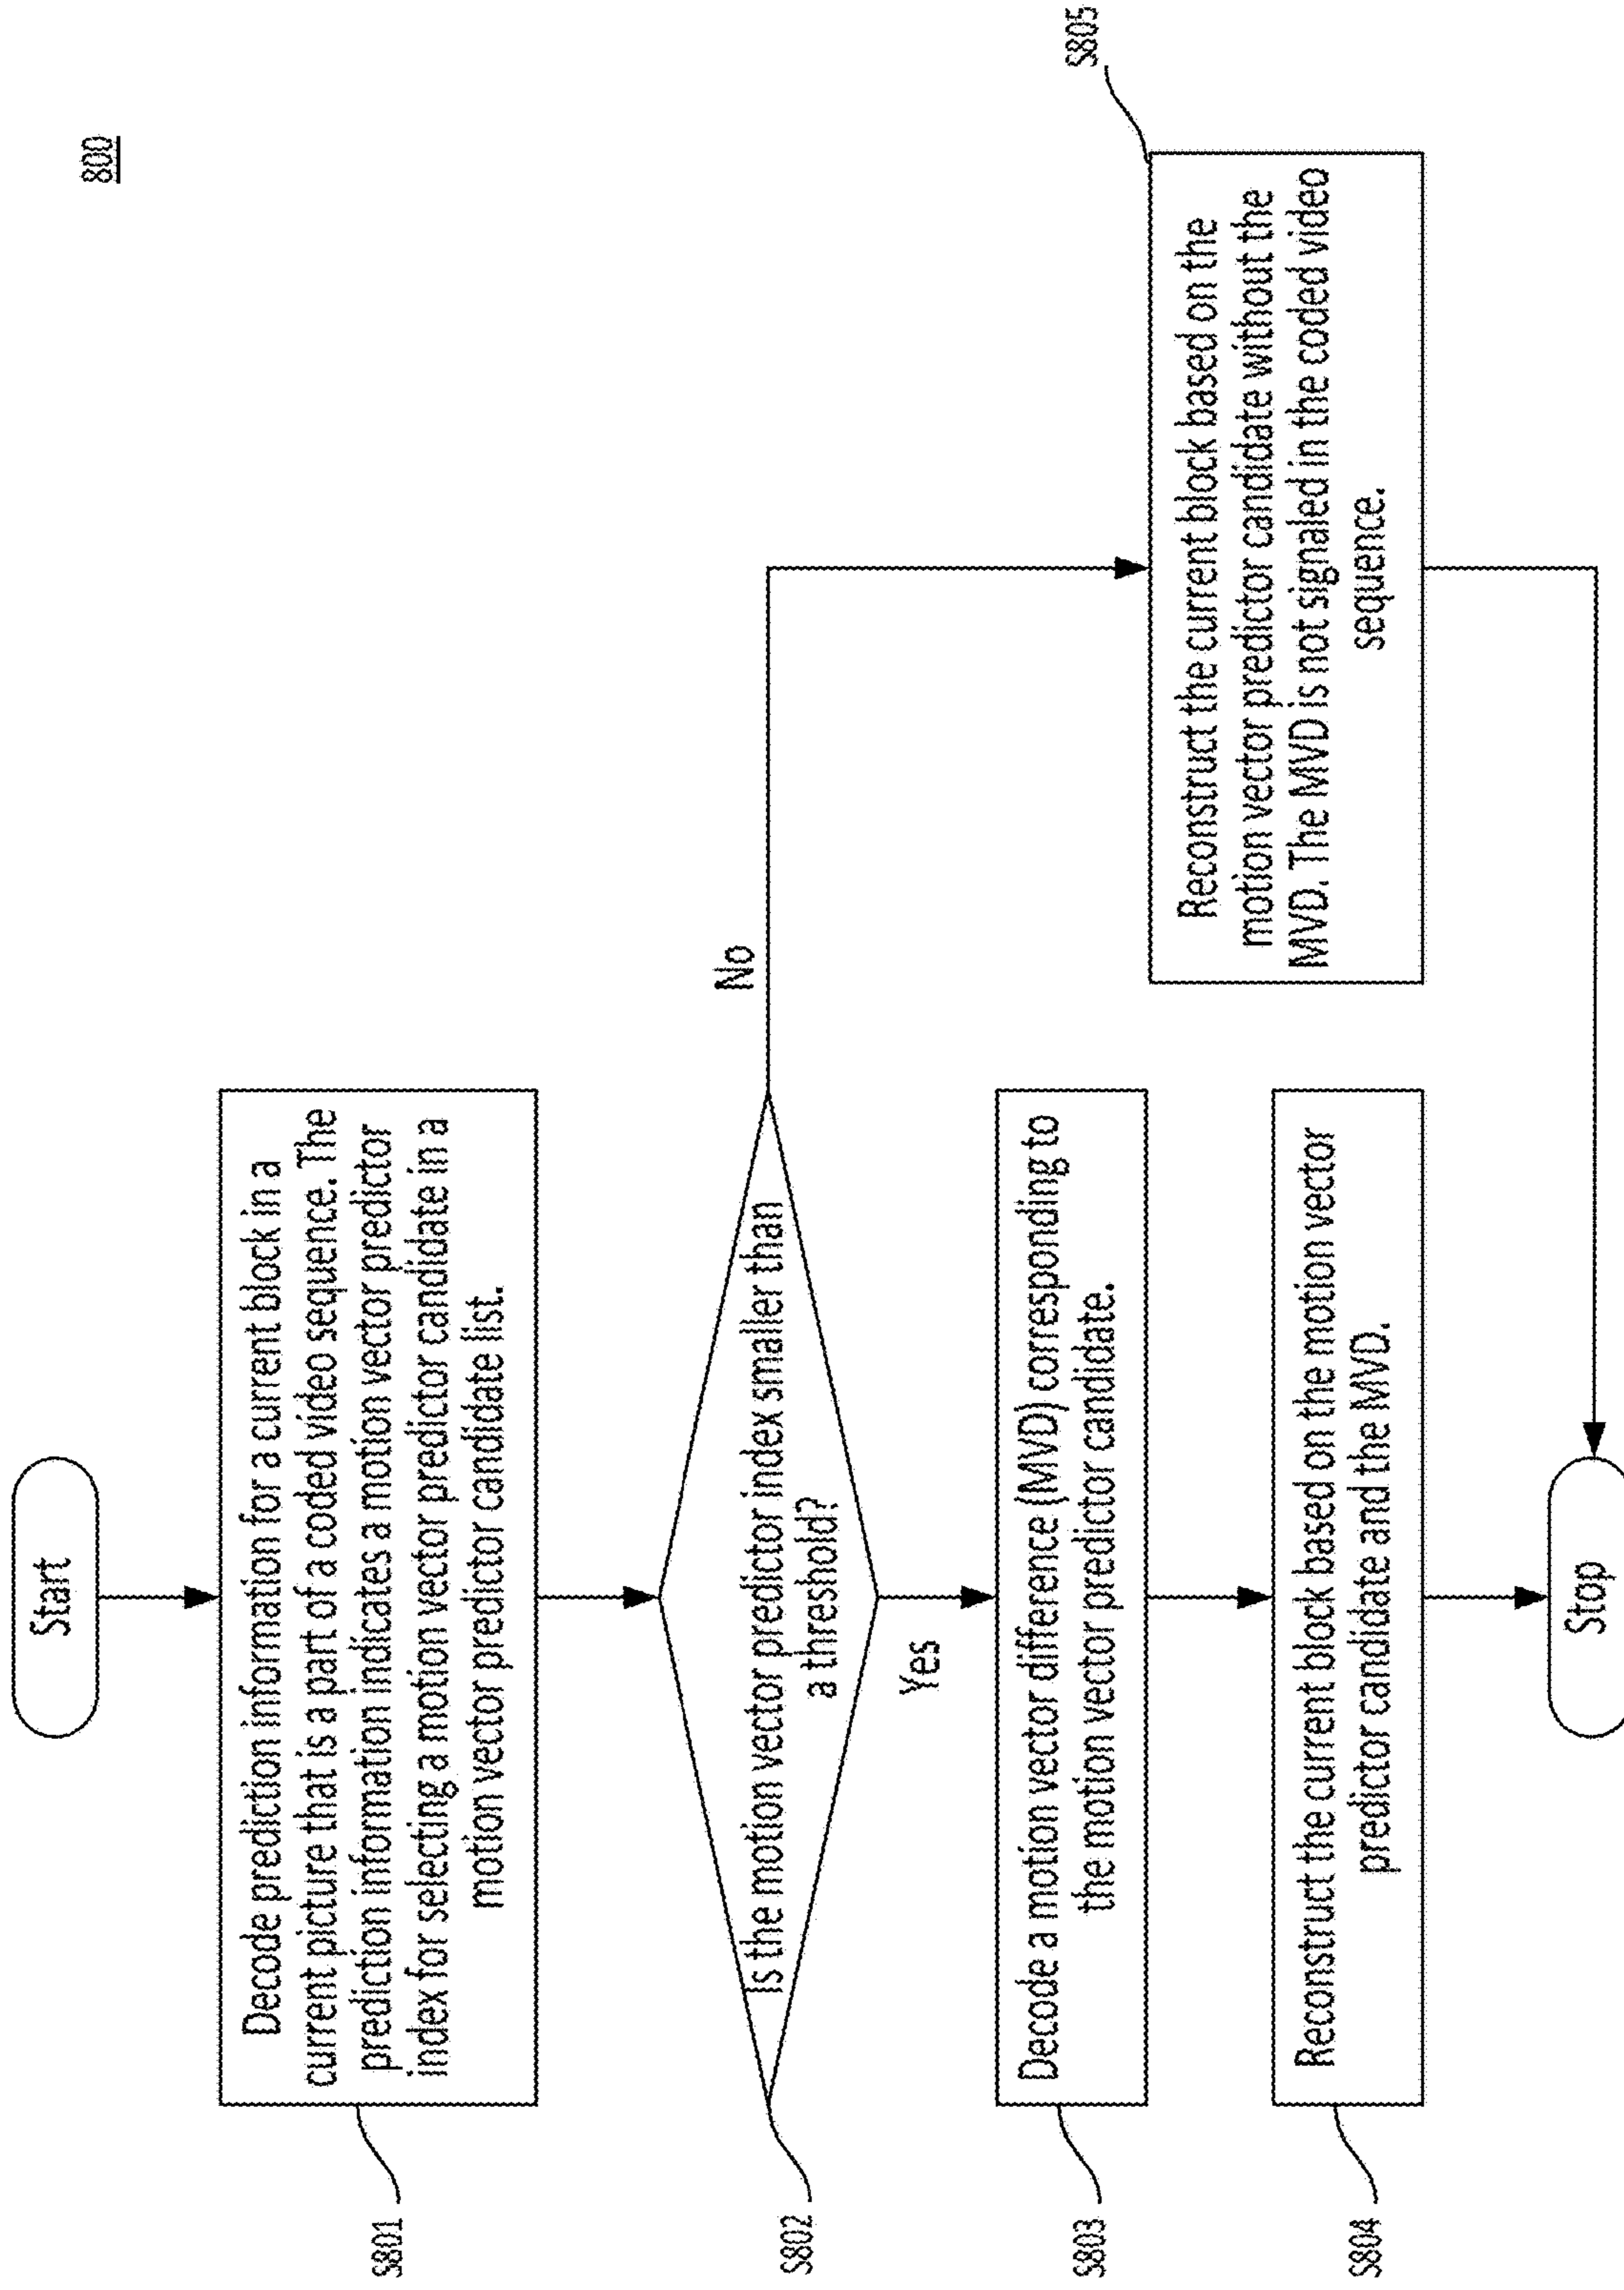 800
Start
S801
Decode prediction information for a current block in a
current picture that is a part of a coded video sequence. The
prediction information indicates a motion vector predictor
index for selecting a motion vector predictor candidate in a
motion vector predictor candidate list.
S802
Is the motion vector predictor index smaller than
a threshold?
No
Yes
S803
Decode a motion vector difference (MVD) corresponding to
the motion vector predictor candidate.
S804
Reconstruct the current block based on the motion vector
predictor candidate and the MVD.
S805
Reconstruct the current block based on the
motion vector predictor candidate without the
MVD. The MVD is not signaled in the coded video
sequence.
Stop